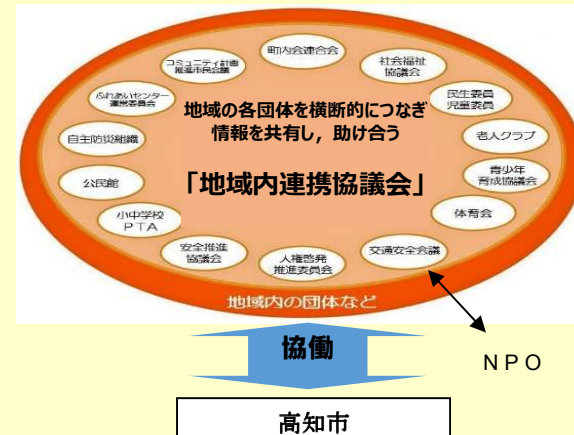 町内会連合会
コミュニティ計画
推進市民会議
社会福祉
協議会
ふれあいセンター
運営委員会
民生委員
児童委員
地域の各団体を横断的につなぎ
情報を共有し，助け合う
自主防災組織
老人クラブ
「地域内連携協議会」
公民館
青少年
育成協議会
小中学校
ＰＴＡ
体育会
安全推進
協議会
人権啓発
推進委員会
交通安全会議
地域内の団体など
協働
ＮＰＯ
高知市